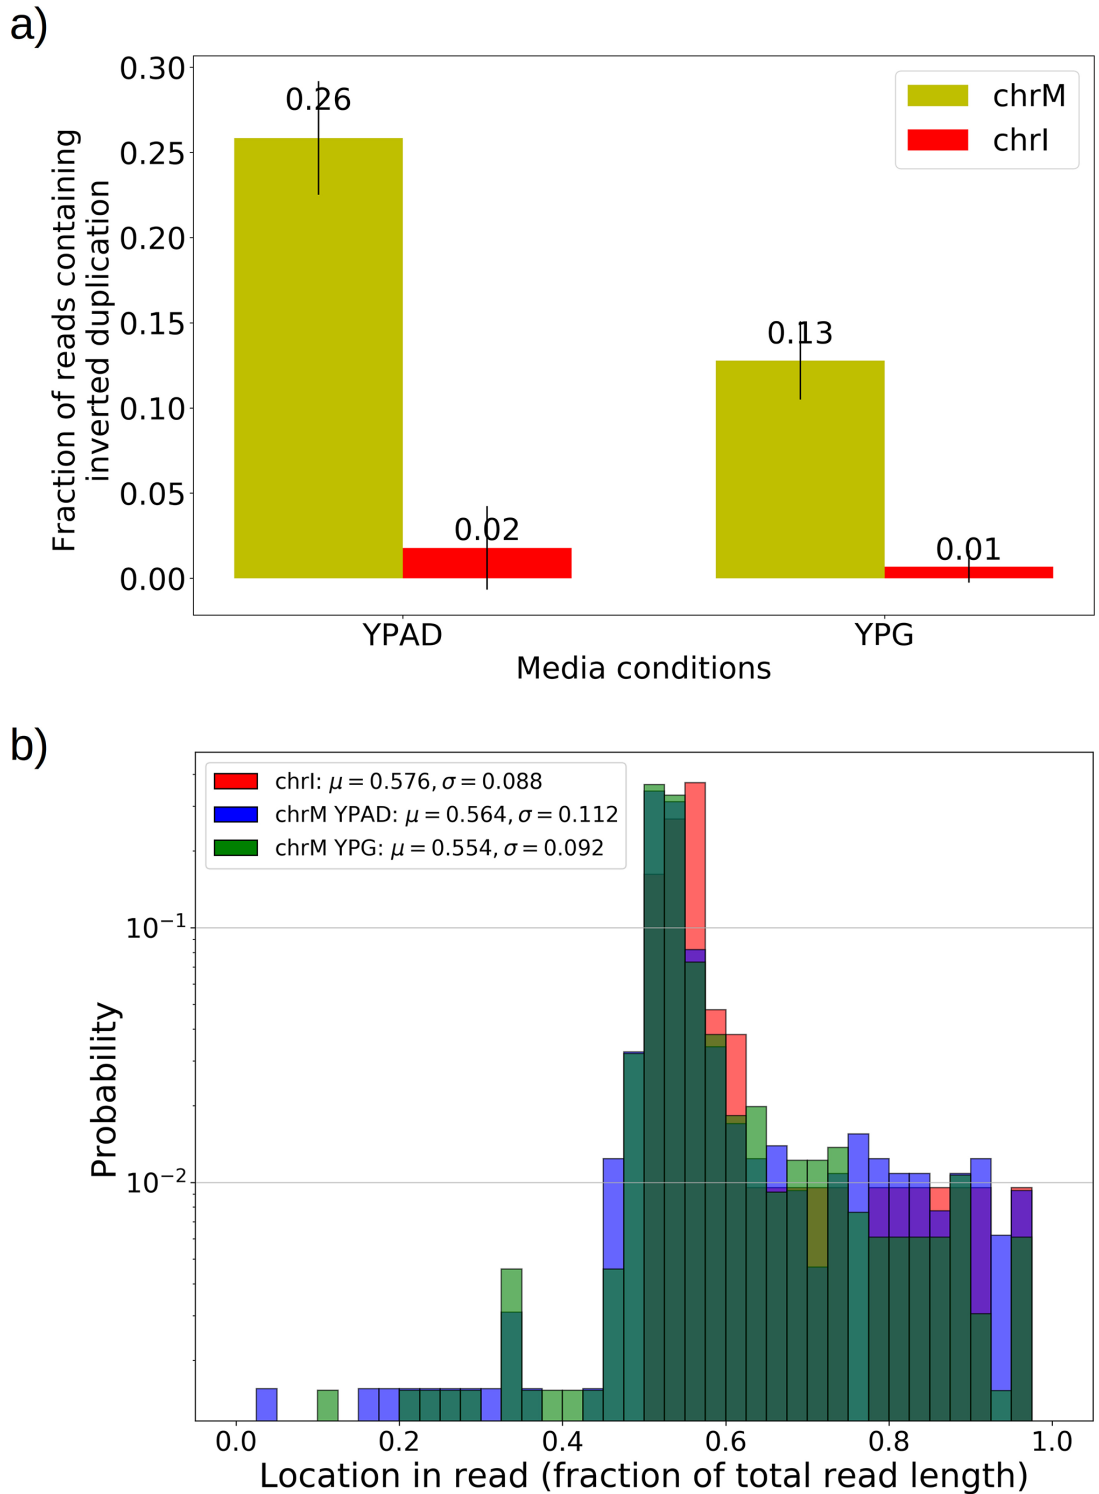 a)
0.30
0.25
0.20
0.15
0.10
0.05
0.00
Fraction of reads containing
inverted duplication
0.26
0.02
0.13
0.01
chrM
chrI
YPAD
YPG
Media conditions
b)
chrI: μ = 0.576, σ = 0.088
chrM YPAD: μ = 0.564, σ = 0.112
chrM YPG: μ = 0.554, σ = 0.092
10⁻¹
10⁻²
Probability
0.0
0.2
0.4
0.6
0.8
1.0
Location in read (fraction of total read length)